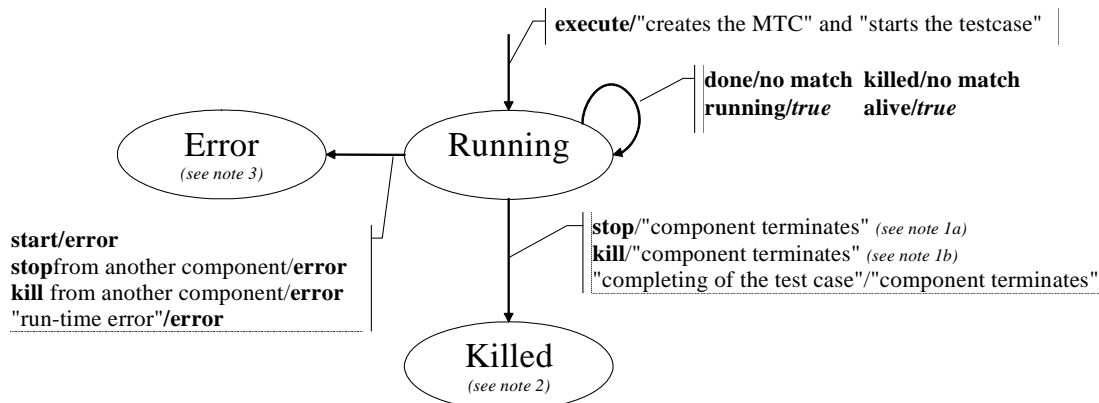 execute/"creates the MTC" and "starts the testcase"
done/no match killed/no match
running/true alive/true
Error
(see note 3)
Running
start/error
stopfrom another component/error
kill from another component/error
"run-time error"/error
stop/"component terminates" (see note 1a)
kill/"component terminates" (see note 1b)
"completing of the test case"/"component terminates"
Killed
(see note 2)